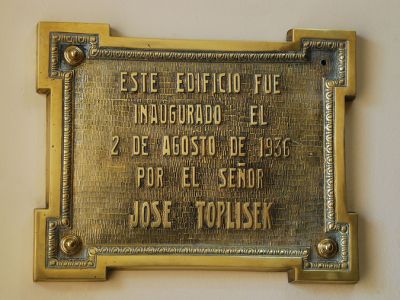 ESTE EDIFICIO FUE
INAUGURADO EL
2 DE AGOSTO DE 1936
POR EL SEÑOR
JOSE TOPLISEK